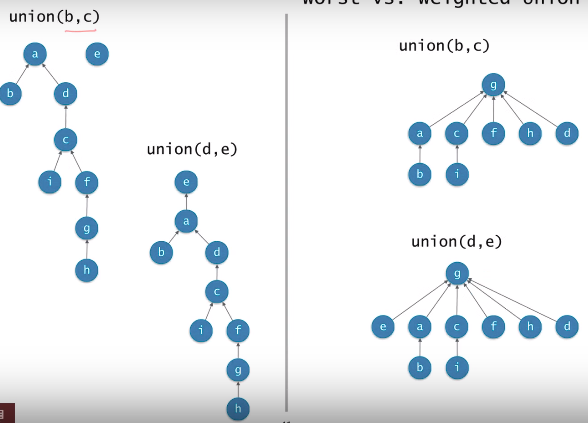 Worst vs. Weighted Union
union(b,c)
a
e
b
d
c
i
f
g
h
union(d,e)
e
a
b
d
c
i
f
g
h
union(b,c)
g
a c f h d
b i
union(d,e)
g
e a c f h d
b i